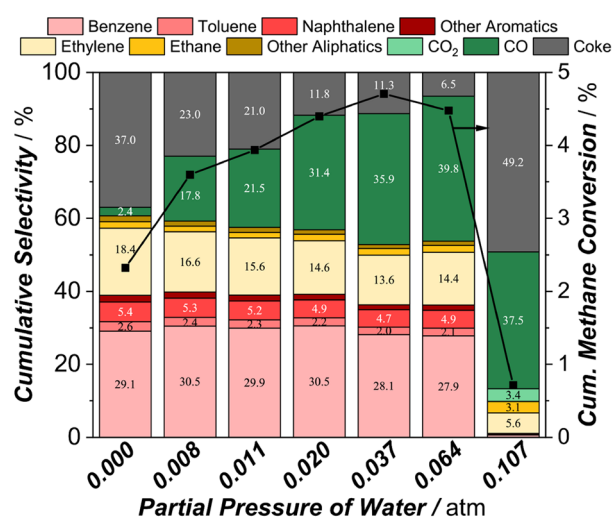 Benzene Toluene Naphthalene Other Aromatics
Ethylene Ethane Other Aliphatics CO₂ CO Coke
Cumulative Selectivity / %
100
80
60
40
20
0
37.0 23.0 21.0 11.8 11.3 6.5 49.2
2.4 17.8 21.5 31.4 35.9 39.8 37.5
3.4
3.1
18.4 16.6 15.6 14.6 13.6 14.4 5.6
5.4 5.3 5.2 4.9 4.7 4.9
2.6 2.4 2.3 2.2 2.0 2.1
29.1 30.5 29.9 30.5 28.1 27.9
5
4
3
2
1
0
Cum. Methane Conversion / %
0.000 0.008 0.011 0.020 0.037 0.064 0.107
Partial Pressure of Water / atm